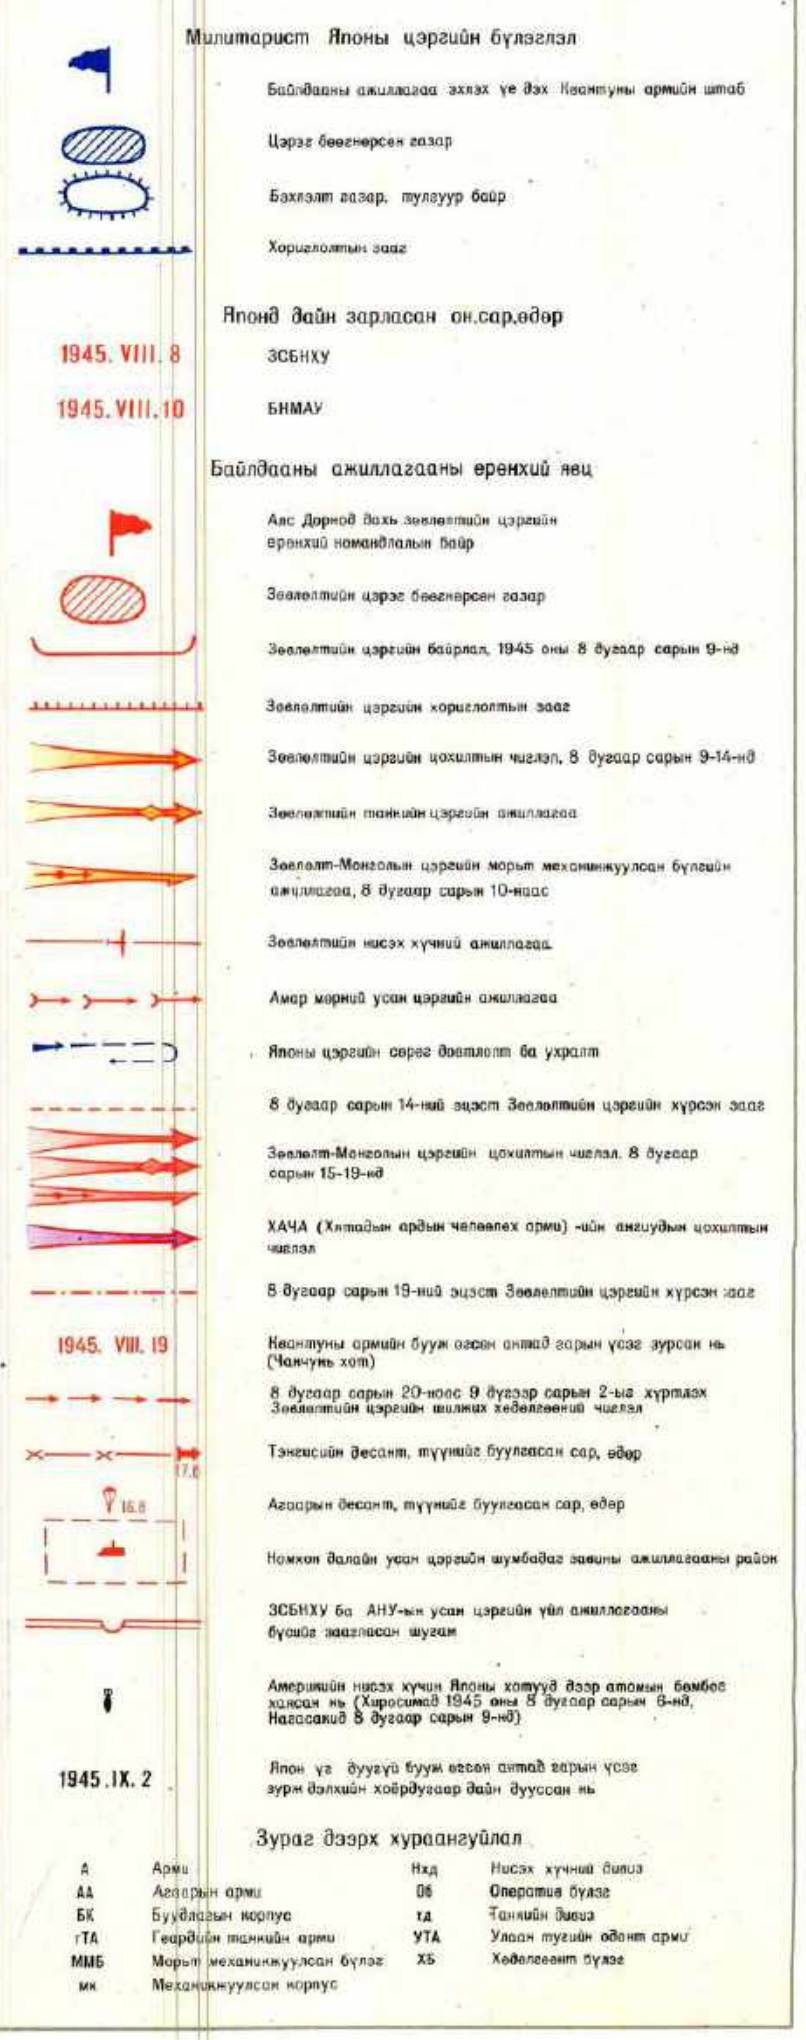 Милитарист Японы цэргийн бүлэглэл
Байлдааны ажиллагаа эхлэх үе дэх Квантуны армийн штаб
Цэрэг бөөгнөрсөн газар
Бэхлэлт газар, тулгуур байр
Хориглолтын зааг
Японд дайн зарласан он.сар.өдөр
1945. VIII. 8 ЗСБНХУ
1945. VIII. 10 БНМАУ
Байлдааны ажиллагааны ерөнхий явц
Алс Дорнод дахь зөвлөлтийн цэргийн
ерөнхий командлалын байр
Зөвлөлтийн цэрэг бөөгнөрсөн газар
Зөвлөлтийн цэргийн байрлал, 1945 оны 8 дугаар сарын 9-нд
Зөвлөлтийн цэргийн хориглолтын зааг
Зөвлөлтийн цэргийн цохилтын чиглэл, 8 дугаар сарын 9-14-нд
Зөвлөлтийн танкийн цэргийн ажиллагаа
Зөвлөлт-Монголын цэргийн морьт механикжуулсан бүлгийн
ажиллагаа, 8 дугаар сарын 10-наас
Зөвлөлтийн нисэх хүчний ажиллагаа
Амар мөрний усан цэргийн ажиллагаа
Японы цэргийн сөрөг довтлолт ба ухралт
8 дугаар сарын 14-ний эцэст Зөвлөлтийн цэргийн хүрсэн зааг
Зөвлөлт-Монголын цэргийн цохилтын чиглэл. 8 дугаар
сарын 15-19-нд
ХАЧА (Хятадын ардын чөлөөлөх арми) -ийн ангиудын цохилтын
чиглэл
8 дугаар сарын 19-ний эцэст Зөвлөлтийн цэргийн хүрсэн зааг
1945. VIII. 19 Квантуны армийн бууж өгсөн актад гарын үсэг зурсан нь
(Чанчунь хот)
8 дугаар сарын 20-ноос 9 дүгээр сарын 2-ыг хүртлэх
Зөвлөлтийн цэргийн шилжих хөдөлгөөний чиглэл
17.8 Тэнгисийн десант, түүнийг буулгасан сар, өдөр
16.8 Агаарын десант, түүнийг буулгасан сар, өдөр
Номхон далайн усан цэргийн шумбадаг завины ажиллагааны район
ЗСБНХУ ба АНУ-ын усан цэргийн үйл ажиллагааны
бүсийг заагласан шугам
Америкийн нисэх хүчин Японы хотууд дээр атомын бөмбөг
хаясан нь (Хиросимад 1945 оны 8 дугаар сарын 6-нд,
Нагасакид 8 дугаар сарын 9-нд)
1945.IX. 2 Япон үг дуугүй бууж өгсөн актад гарын үсэг
зурж дэлхийн хоёрдугаар дайн дууссан нь
Зураг дээрх хураангуйлал
А Арми Нхд Нисэх хүчний дивиз
АА Агаарын арми Об Оператив бүлэг
БК Буудлагын корпус тд Танкийн дивиз
гТА Гвардийн танкийн арми УТА Улаан тугийн одонт арми
ММБ Морьт механикжуулсан бүлэг ХБ Хөдөлгөөнт бүлэг
мк Механикжуулсан корпус